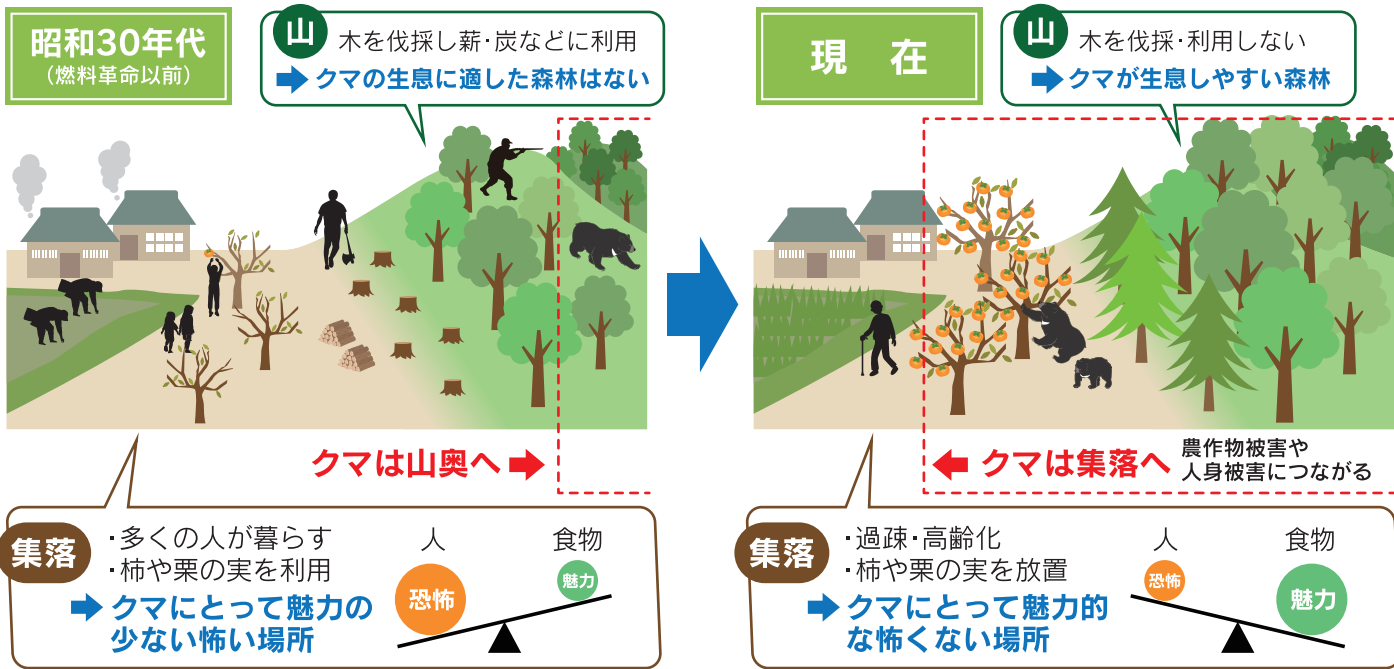 昭和30年代
（燃料革命以前）
山
木を伐採し薪・炭などに利用
クマの生息に適した森林はない
クマは山奥へ
集落
・多くの人が暮らす
・柿や栗の実を利用
クマにとって魅力の
少ない怖い場所
人
食物
恐怖
魅力
現 在
山
木を伐採・利用しない
クマが生息しやすい森林
クマは集落へ
農作物被害や
人身被害につながる
集落
・過疎・高齢化
・柿や栗の実を放置
クマにとって魅力的
な怖くない場所
人
食物
恐怖
魅力